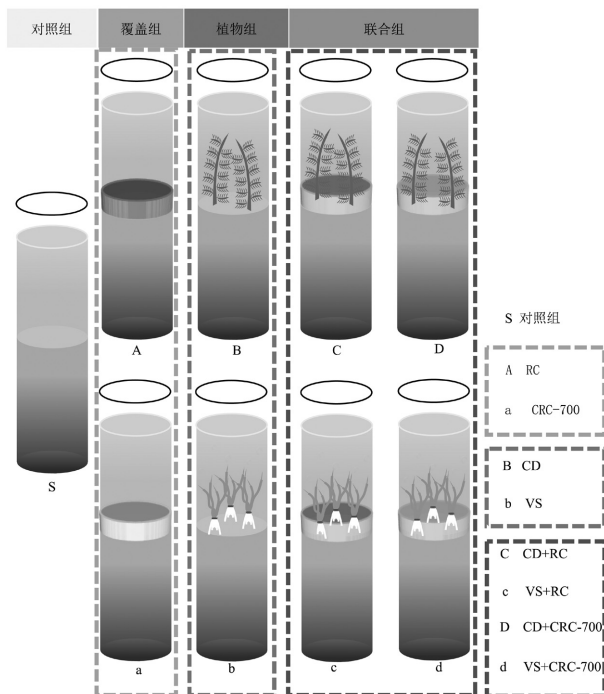 对照组 覆盖组 植物组 联合组
A B C D
S
a b c d
S 对照组
A RC
a CRC-700
B CD
b VS
C CD+RC
c VS+RC
D CD+CRC-700
d VS+CRC-700